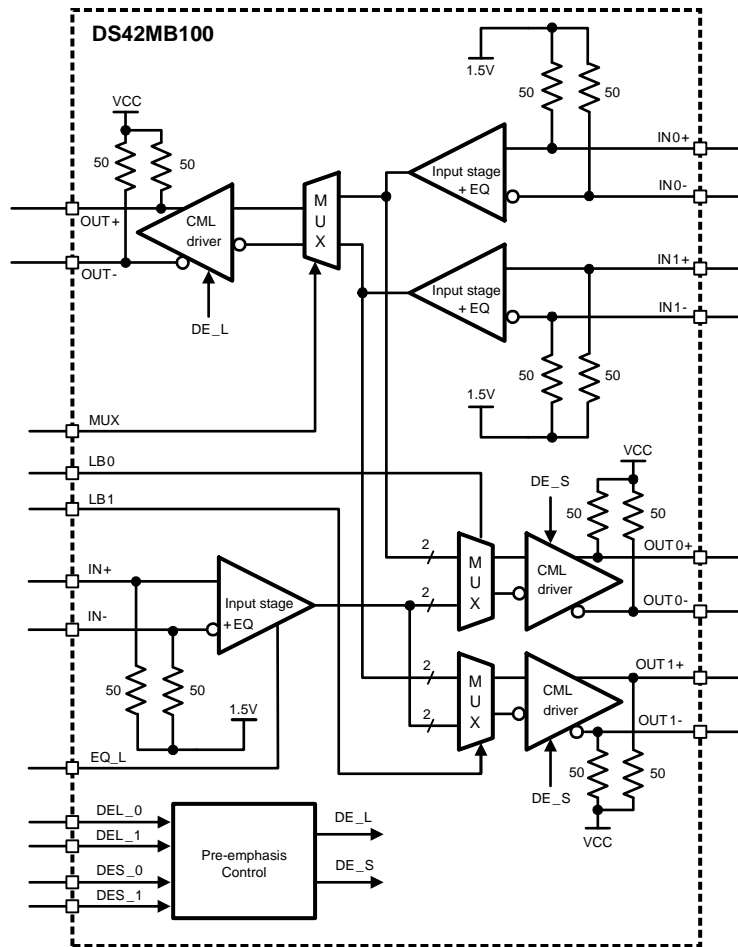 DS42MB100
1.5V
50
50
VCC
50
50
IN0+
Input stage
+ EQ
IN0-
M
U
X
OUT+
CML
driver
OUT-
DE_L
IN1+
Input stage
+ EQ
IN1-
50
50
1.5V
MUX
LB0
LB1
VCC
DE_S
50
50
2
M
U
X
CML
driver
OUT0+
2
OUT0-
IN+
Input stage
+ EQ
IN-
50
50
1.5V
2
M
U
X
CML
driver
OUT1+
2
OUT1-
DE_S
50
50
VCC
EQ_L
DEL_0
DEL_1
DES_0
DES_1
Pre-emphasis
Control
DE_L
DE_S